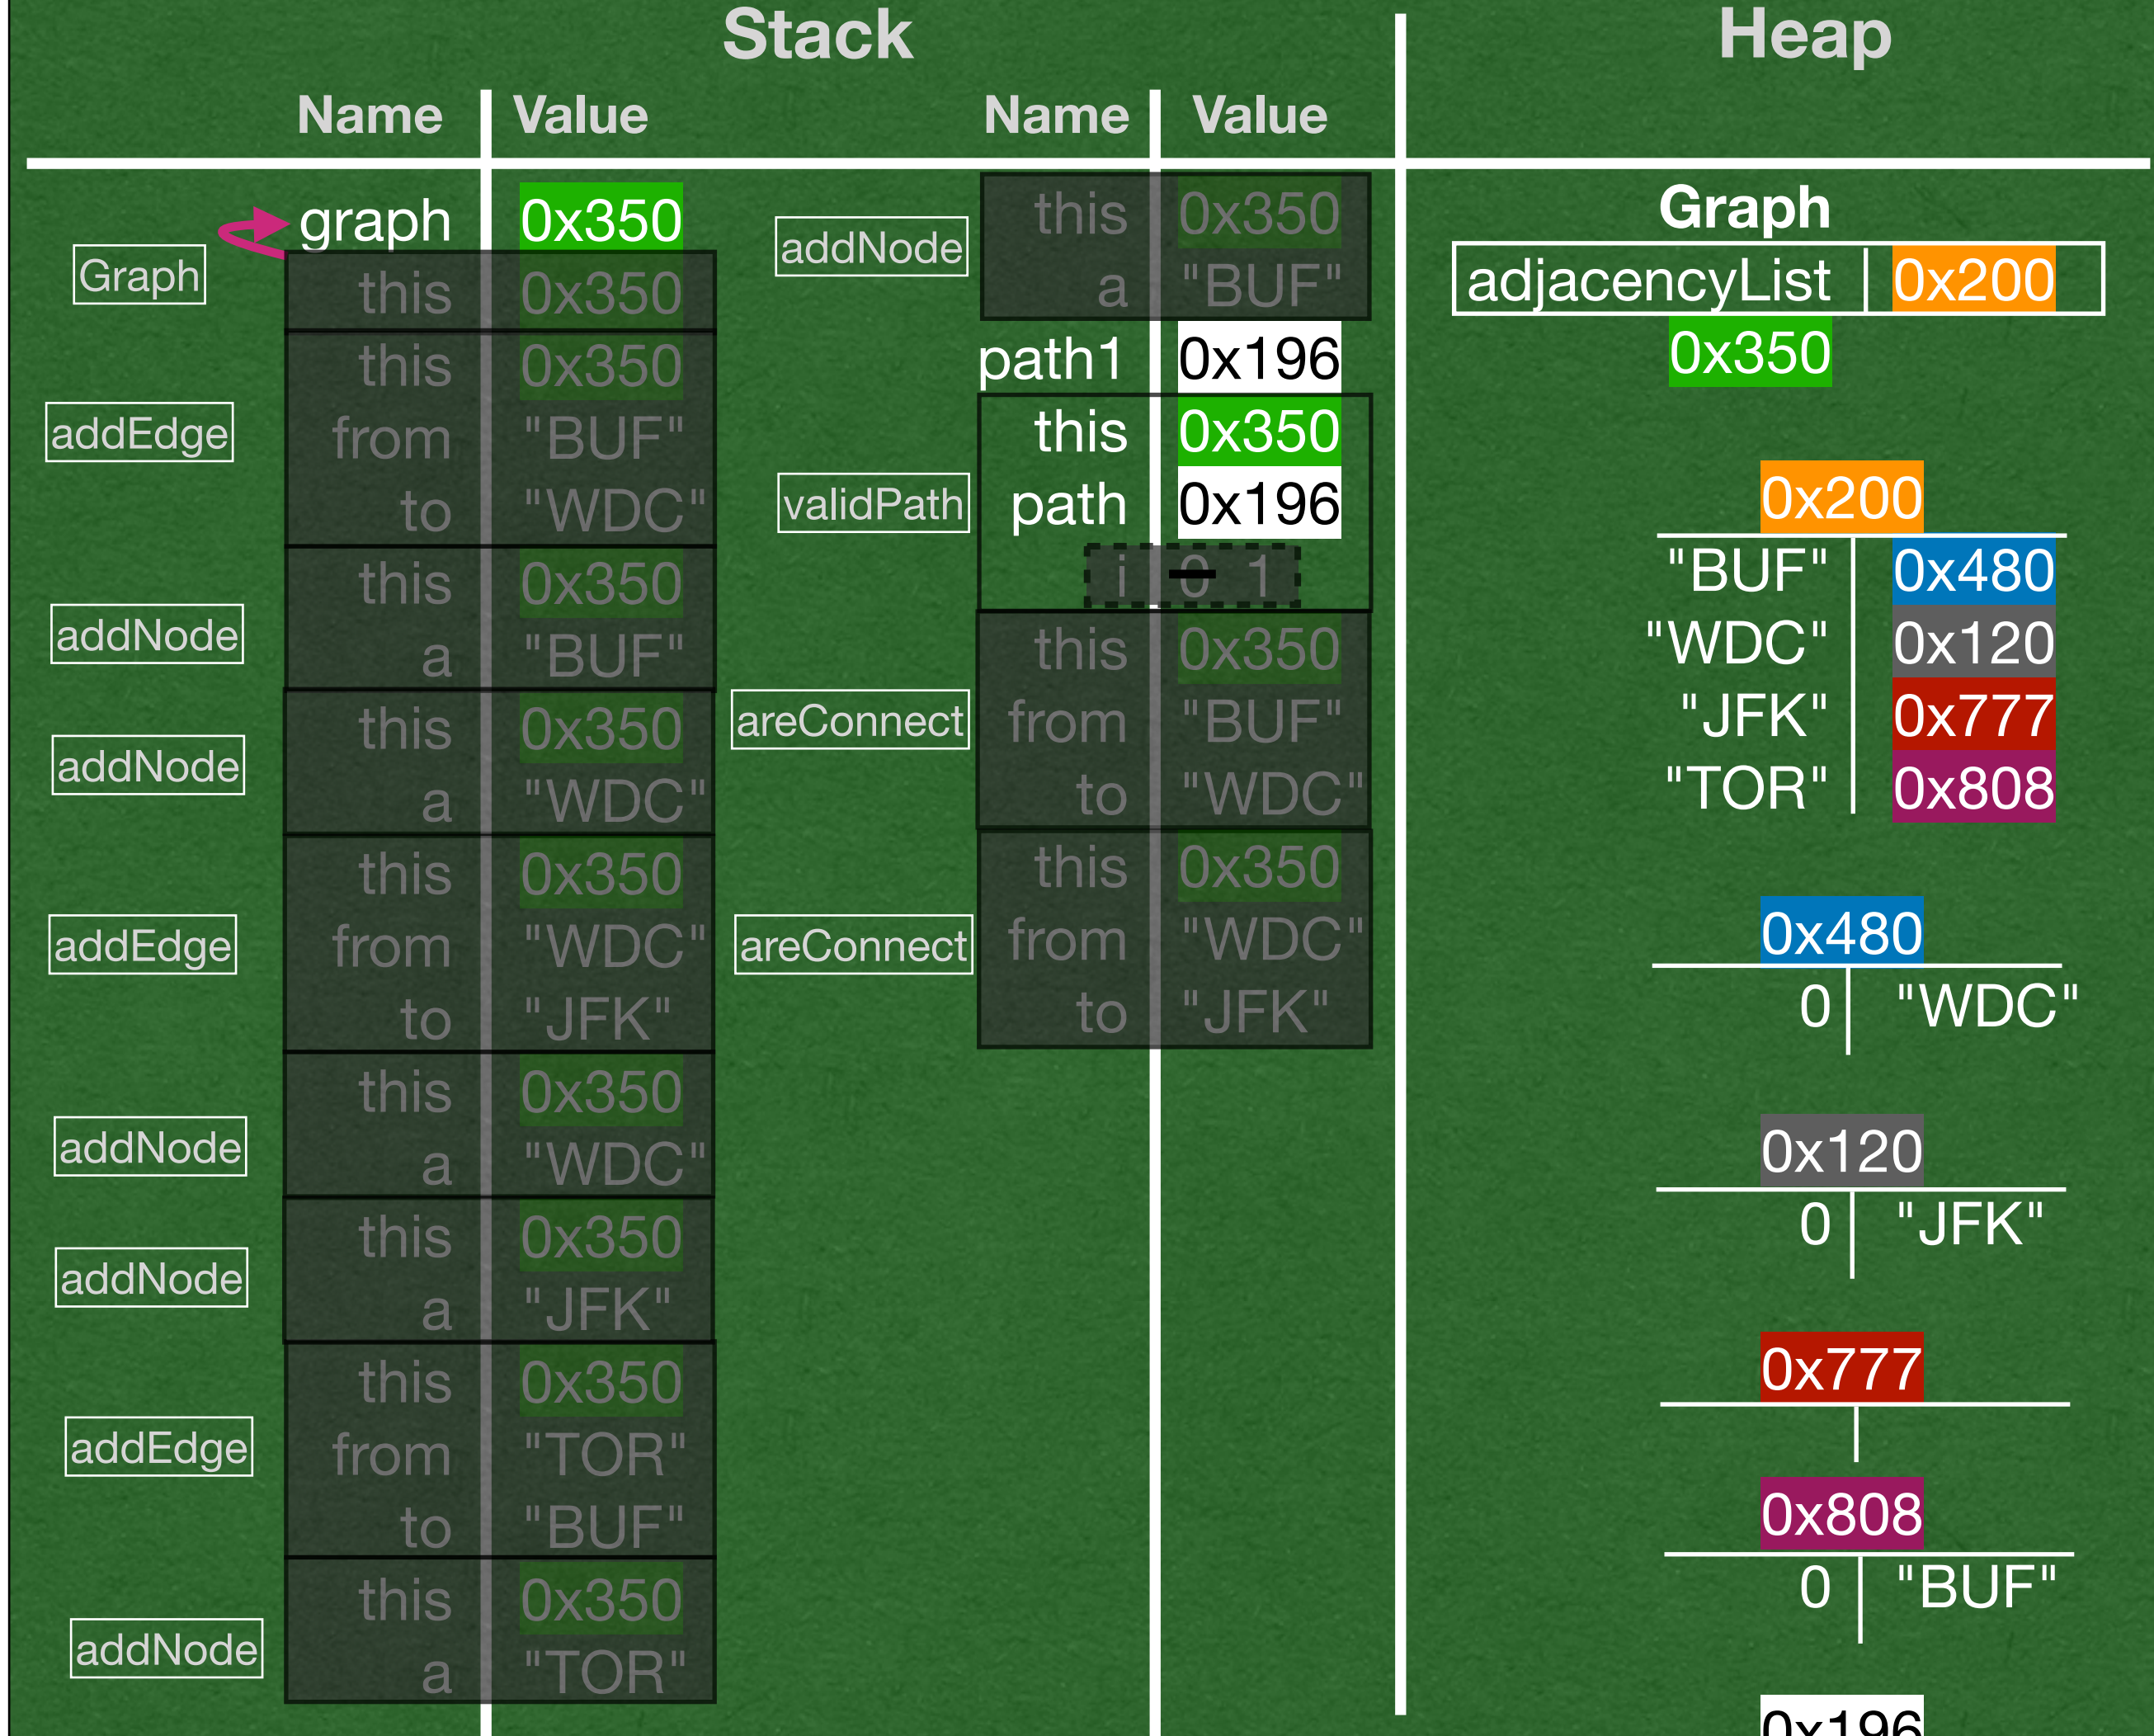 Stack
Heap
Name Value
Name Value
graph 0x350
Graph
this 0x350
addEdge
this 0x350
from "BUF"
to "WDC"
addNode
this 0x350
a "BUF"
addNode
this 0x350
a "WDC"
addEdge
this 0x350
from "WDC"
to "JFK"
addNode
this 0x350
a "WDC"
addNode
this 0x350
a "JFK"
addEdge
this 0x350
from "TOR"
to "BUF"
addNode
this 0x350
a "TOR"
addNode
this 0x350
a "BUF"
path1 0x196
validPath
this 0x350
path 0x196
i 0 1
areConnect
this 0x350
from "BUF"
to "WDC"
areConnect
this 0x350
from "WDC"
to "JFK"
Graph
adjacencyList 0x200
0x350
0x200
"BUF" 0x480
"WDC" 0x120
"JFK" 0x777
"TOR" 0x808
0x480
0 "WDC"
0x120
0 "JFK"
0x777
0x808
0 "BUF"
0x196